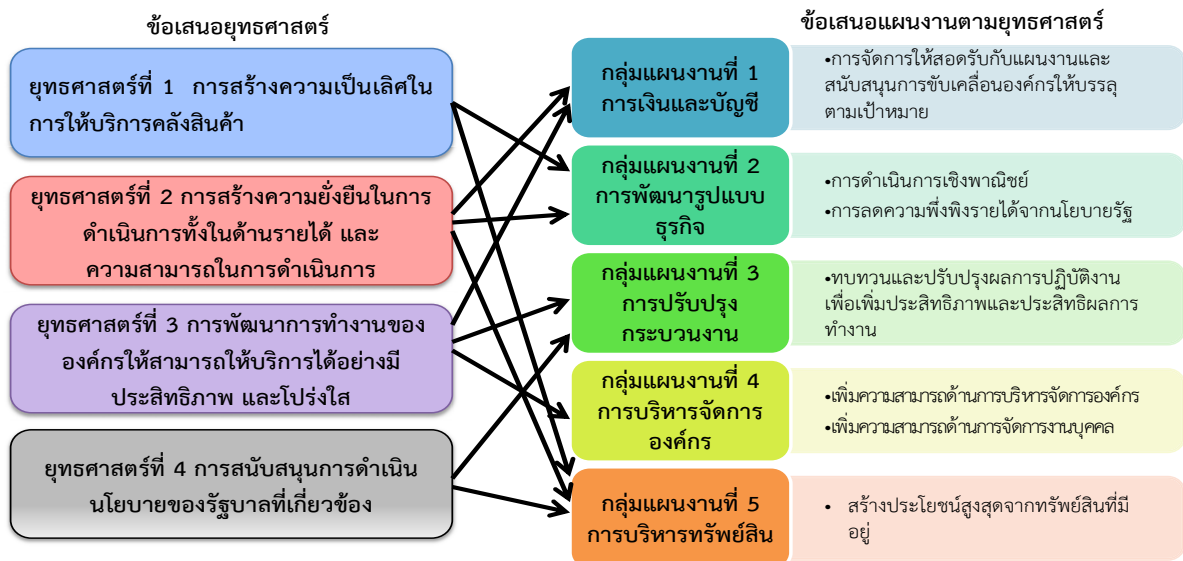 ข้อเสนอยุทธศาสตร์
ยุทธศาสตร์ที่ 1 การสร้างความเป็นเลิศใน
การให้บริการคลังสินค้า
ยุทธศาสตร์ที่ 2 การสร้างความยั่งยืนในการ
ดำเนินการทั้งในด้านรายได้ และ
ความสามารถในการดำเนินการ
ยุทธศาสตร์ที่ 3 การพัฒนาการทำงานของ
องค์กรให้สามารถให้บริการได้อย่างมี
ประสิทธิภาพ และโปร่งใส
ยุทธศาสตร์ที่ 4 การสนับสนุนการดำเนิน
นโยบายของรัฐบาลที่เกี่ยวข้อง
ข้อเสนอแผนงานตามยุทธศาสตร์
กลุ่มแผนงานที่ 1
การเงินและบัญชี
•การจัดการให้สอดรับกับแผนงานและ
สนับสนุนการขับเคลื่อนองค์กรให้บรรลุ
ตามเป้าหมาย
กลุ่มแผนงานที่ 2
การพัฒนารูปแบบ
ธุรกิจ
•การดำเนินการเชิงพาณิชย์
•การลดความพึ่งพิงรายได้จากนโยบายรัฐ
กลุ่มแผนงานที่ 3
การปรับปรุง
กระบวนงาน
•ทบทวนและปรับปรุงผลการปฏิบัติงาน
เพื่อเพิ่มประสิทธิภาพและประสิทธิผลการ
ทำงาน
กลุ่มแผนงานที่ 4
การบริหารจัดการ
องค์กร
•เพิ่มความสามารถด้านการบริหารจัดการองค์กร
•เพิ่มความสามารถด้านการจัดการงานบุคคล
กลุ่มแผนงานที่ 5
การบริหารทรัพย์สิน
• สร้างประโยชน์สูงสุดจากทรัพย์สินที่มี
อยู่